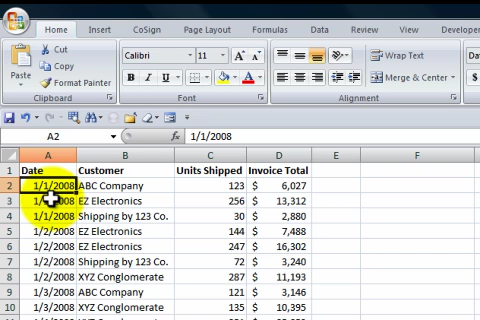 Home Insert CoSign Page Layout Formulas Data Review View Developer
Cut
Copy
Format Painter
Paste
Calibri 11 A A
B I U A
Wrap Text
Merge & Center
Clipboard Font Alignment
A2 fx 1/1/2008
A B C D E F
1 Date Customer Units Shipped Invoice Total
2 1/1/2008 ABC Company 123 $ 6,027
3 EZ Electronics 256 $ 13,312
4 1/1/2008 Shipping by 123 Co. 30 $ 2,880
5 1/2/2008 EZ Electronics 144 $ 7,488
6 1/2/2008 EZ Electronics 247 $ 16,302
7 1/2/2008 Shipping by 123 Co. 72 $ 3,240
8 1/2/2008 XYZ Conglomerate 287 $ 11,193
9 1/3/2008 ABC Company 121 $ 3,146
10 1/3/2008 XYZ Conglomerate 135 $ 10,395